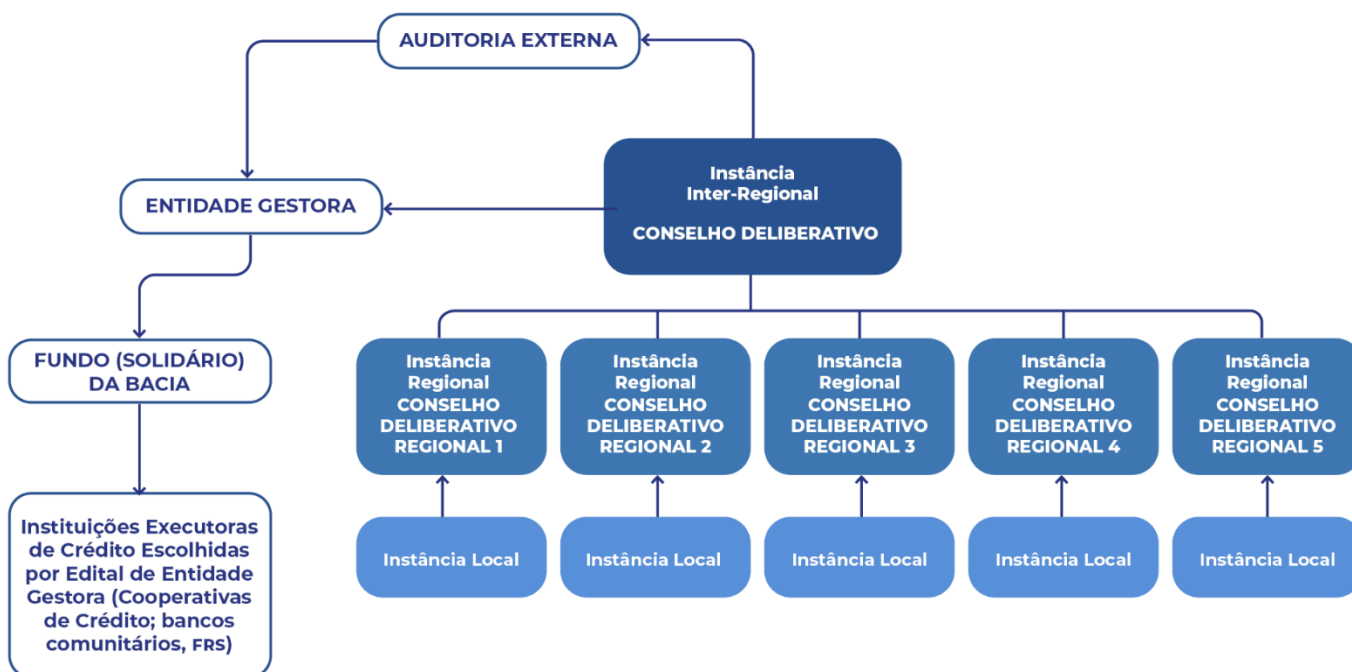 AUDITORIA EXTERNA
Instância
Inter-Regional
CONSELHO DELIBERATIVO
ENTIDADE GESTORA
FUNDO (SOLIDÁRIO)
DA BACIA
Instituições Executoras
de Crédito Escolhidas
por Edital de Entidade
Gestora (Cooperativas
de Crédito; bancos
comunitários, FRS)
Instância
Regional
CONSELHO
DELIBERATIVO
REGIONAL 1
Instância
Regional
CONSELHO
DELIBERATIVO
REGIONAL 2
Instância
Regional
CONSELHO
DELIBERATIVO
REGIONAL 3
Instância
Regional
CONSELHO
DELIBERATIVO
REGIONAL 4
Instância
Regional
CONSELHO
DELIBERATIVO
REGIONAL 5
Instância Local
Instância Local
Instância Local
Instância Local
Instância Local